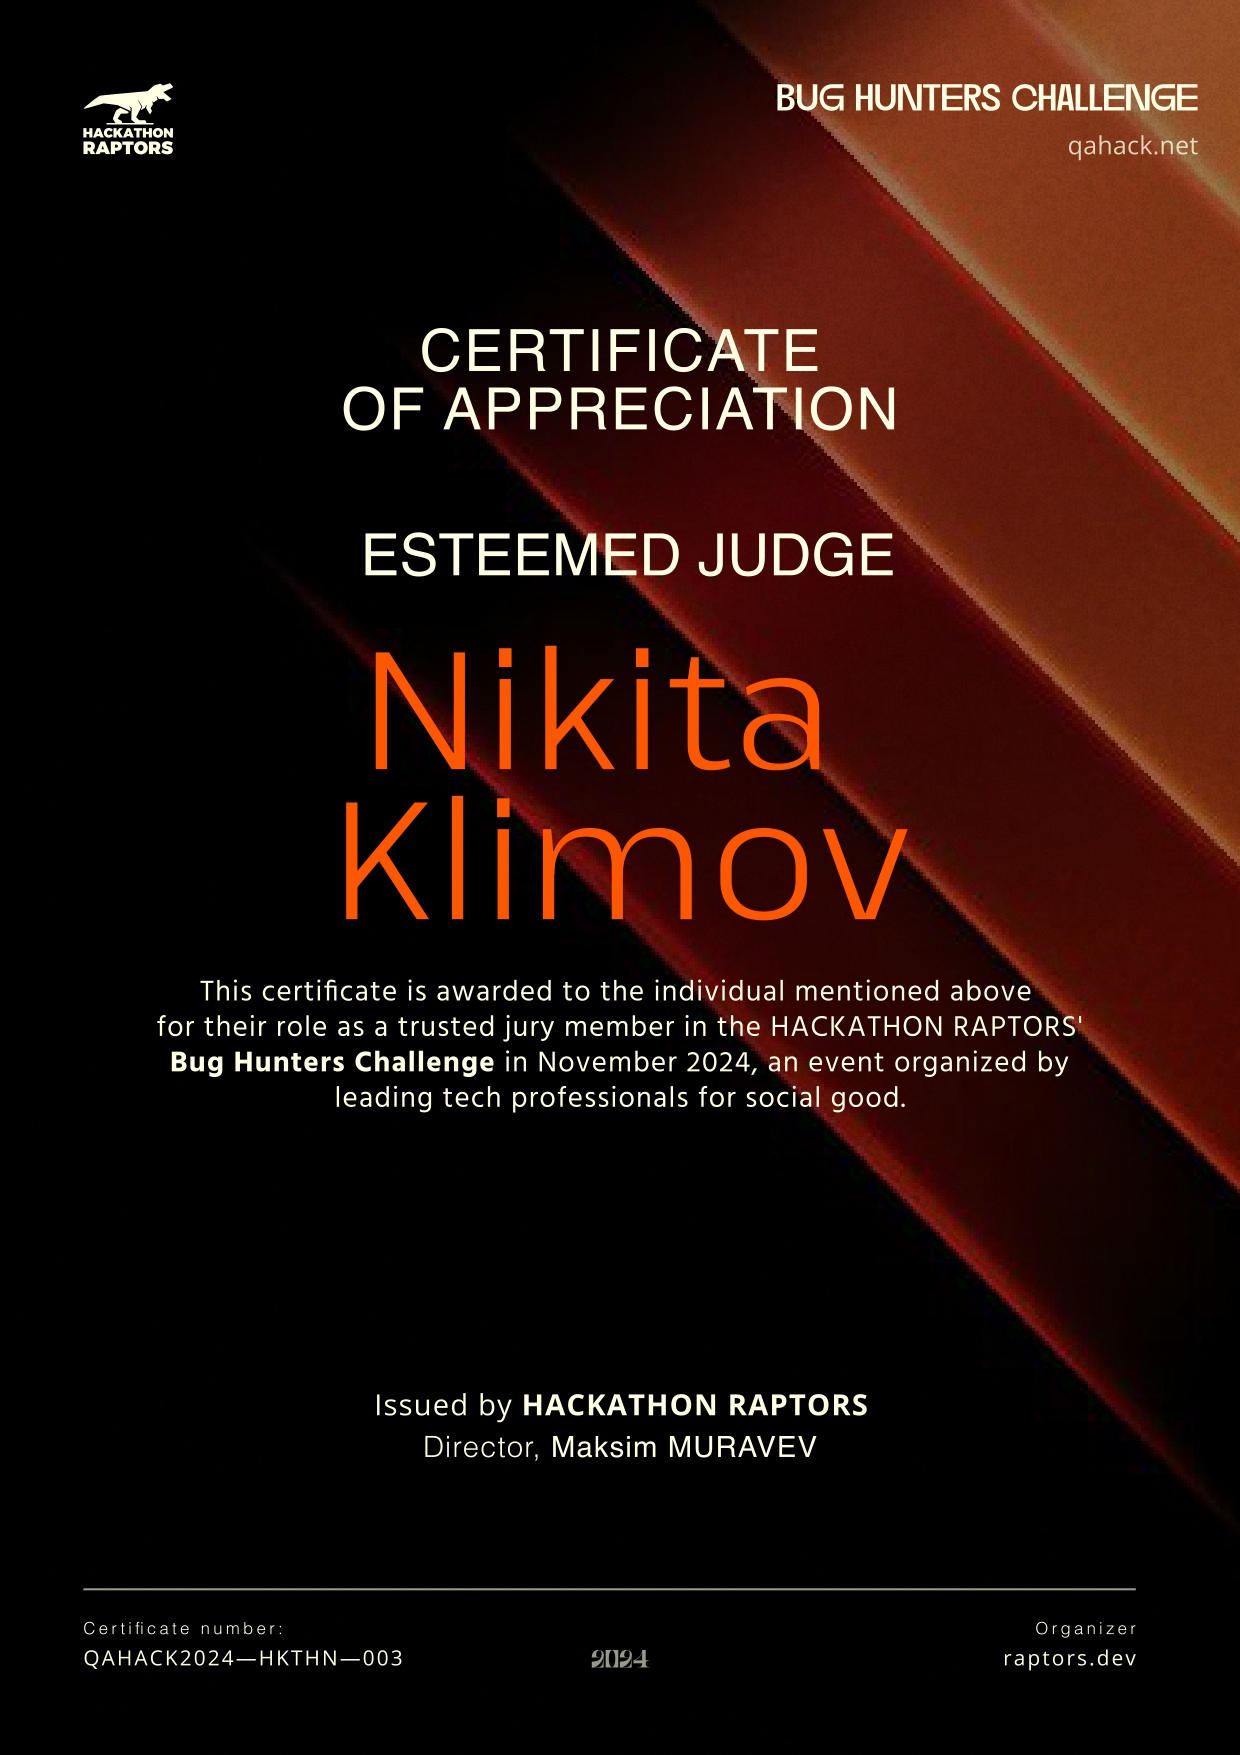 HACKATHON
RAPTORS
BUG HUNTERS CHALLENGE
qahack.net
CERTIFICATE
OF APPRECIATION
ESTEEMED JUDGE
Nikita
Klimov
This certificate is awarded to the individual mentioned above
for their role as a trusted jury member in the HACKATHON RAPTORS'
Bug Hunters Challenge in November 2024, an event organized by
leading tech professionals for social good.
Issued by HACKATHON RAPTORS
Director, Maksim MURAVEV
Certificate number:
QAHACK2024—HKTHN—003
2024
Organizer
raptors.dev